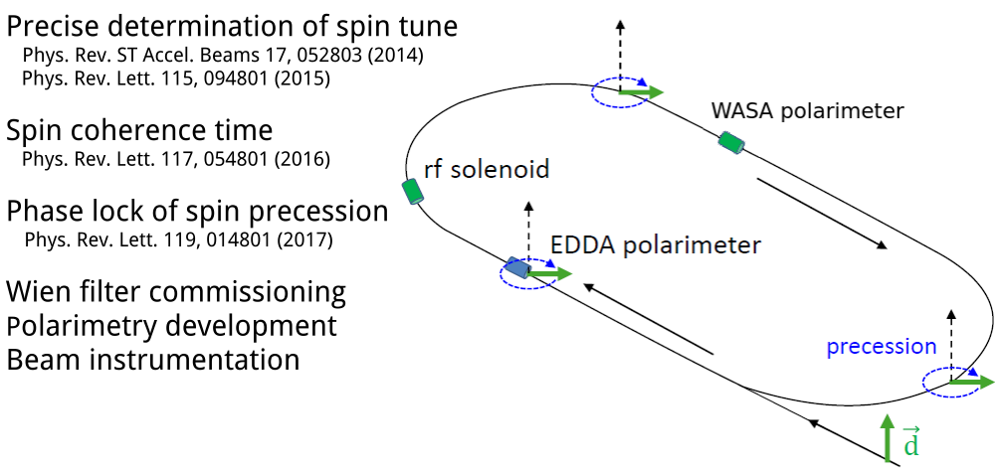 Precise determination of spin tune
Phys. Rev. ST Accel. Beams 17, 052803 (2014)
Phys. Rev. Lett. 115, 094801 (2015)
Spin coherence time
Phys. Rev. Lett. 117, 054801 (2016)
Phase lock of spin precession
Phys. Rev. Lett. 119, 014801 (2017)
Wien filter commissioning
Polarimetry development
Beam instrumentation
WASA polarimeter
rf solenoid
EDDA polarimeter
precession
d⃗